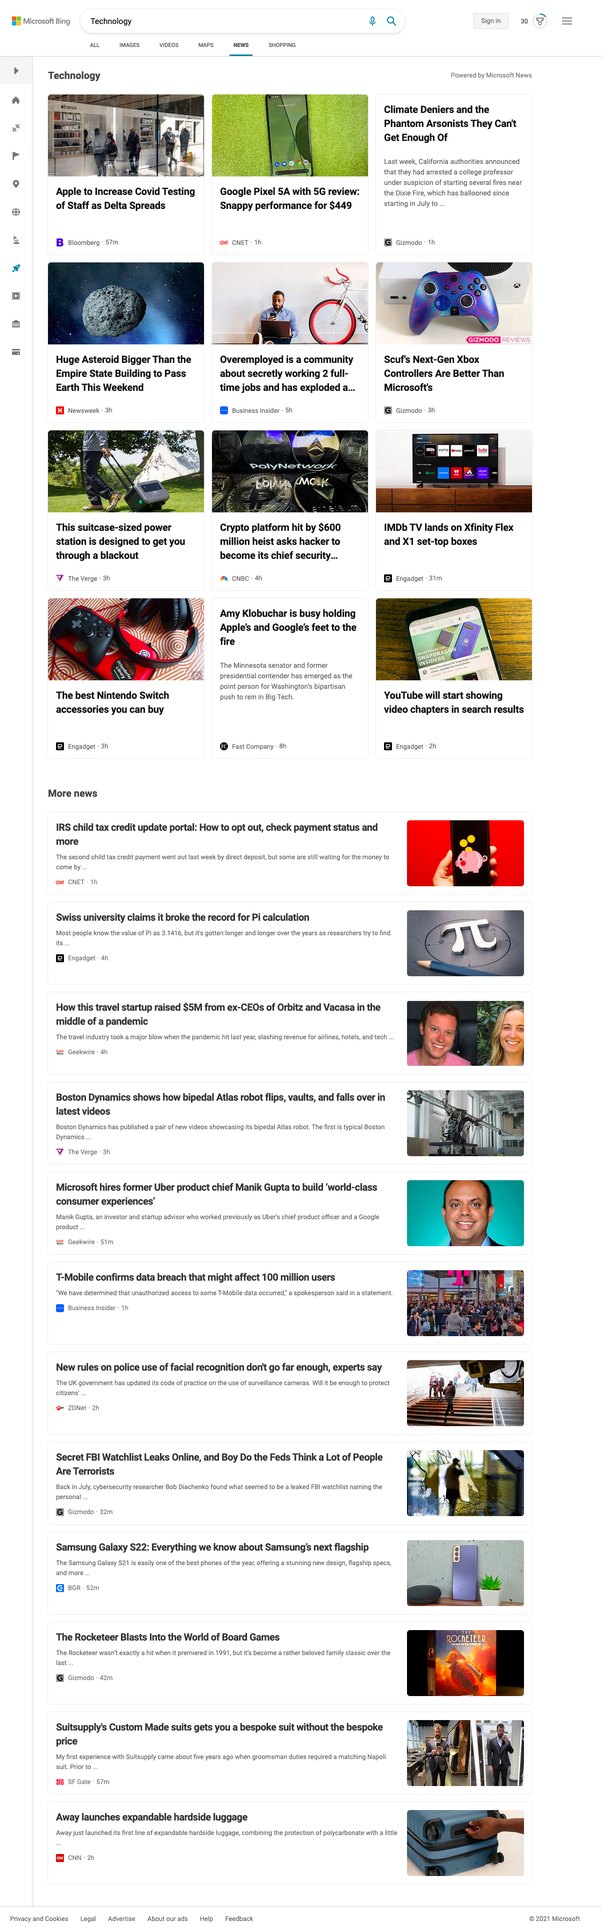 Microsoft Bing
Technology
Sign in
30
ALL IMAGES VIDEOS MAPS NEWS SHOPPING
Technology
Powered by Microsoft News
Apple to Increase Covid Testing
of Staff as Delta Spreads
Bloomberg · 57m
Google Pixel 5A with 5G review:
Snappy performance for $449
CNET · 1h
Climate Deniers and the
Phantom Arsonists They Can't
Get Enough Of
Last week, California authorities announced
that they had arrested a college professor
under suspicion of starting several fires near
the Dixie Fire, which has ballooned since
starting in July to ...
Gizmodo · 1h
Huge Asteroid Bigger Than the
Empire State Building to Pass
Earth This Weekend
Newsweek · 3h
Overemployed is a community
about secretly working 2 full-
time jobs and has exploded a...
Business Insider · 5h
GIZMODO REVIEWS
Scuf's Next-Gen Xbox
Controllers Are Better Than
Microsoft's
Gizmodo · 3h
This suitcase-sized power
station is designed to get you
through a blackout
The Verge · 3h
PolyNetwork
Crypto platform hit by $600
million heist asks hacker to
become its chief security...
CNBC · 4h
IMDb TV lands on Xfinity Flex
and X1 set-top boxes
Engadget · 31m
The best Nintendo Switch
accessories you can buy
Engadget · 3h
Amy Klobuchar is busy holding
Apple's and Google's feet to the
fire
The Minnesota senator and former
presidential contender has emerged as the
point person for Washington's bipartisan
push to rein in Big Tech.
Fast Company · 8h
YouTube will start showing
video chapters in search results
Engadget · 2h
More news
IRS child tax credit update portal: How to opt out, check payment status and
more
The second child tax credit payment went out last week by direct deposit, but some are still waiting for the money to
come by ...
CNET · 1h
Swiss university claims it broke the record for Pi calculation
Most people know the value of Pi as 3.1416, but it's gotten longer and longer over the years as researchers try to find
its ...
Engadget · 4h
How this travel startup raised $5M from ex-CEOs of Orbitz and Vacasa in the
middle of a pandemic
The travel industry took a major blow when the pandemic hit last year, slashing revenue for airlines, hotels, and tech ...
Geekwire · 4h
Boston Dynamics shows how bipedal Atlas robot flips, vaults, and falls over in
latest videos
Boston Dynamics has published a pair of new videos showcasing its bipedal Atlas robot. The first is typical Boston
Dynamics ...
The Verge · 3h
Microsoft hires former Uber product chief Manik Gupta to build 'world-class
consumer experiences'
Manik Gupta, an investor and startup advisor who worked previously as Uber's chief product officer and a Google
product ...
Geekwire · 51m
T-Mobile confirms data breach that might affect 100 million users
"We have determined that unauthorized access to some T-Mobile data occurred," a spokesperson said in a statement.
Business Insider · 1h
New rules on police use of facial recognition don't go far enough, experts say
The UK government has updated its code of practice on the use of surveillance cameras. Will it be enough to protect
citizens' ...
ZDNet · 2h
Secret FBI Watchlist Leaks Online, and Boy Do the Feds Think a Lot of People
Are Terrorists
Back in July, cybersecurity researcher Bob Diachenko found what seemed to be a leaked FBI watchlist naming the
personal ...
Gizmodo · 32m
Samsung Galaxy S22: Everything we know about Samsung's next flagship
The Samsung Galaxy S21 is easily one of the best phones of the year, offering a stunning new design, flagship specs,
and more ...
BGR · 52m
The Rocketeer Blasts Into the World of Board Games
The Rocketeer wasn't exactly a hit when it premiered in 1991, but it's become a rather beloved family classic over the
last ...
Gizmodo · 42m
ROCKETEER
Suitsupply's Custom Made suits gets you a bespoke suit without the bespoke
price
My first experience with Suitsupply came about five years ago when groomsman duties required a matching Napoli
suit. Prior to ...
SF Gate · 57m
Away launches expandable hardside luggage
Away just launched its first line of expandable hardside luggage, combining the protection of polycarbonate with a little
...
CNN · 2h
Privacy and Cookies Legal Advertise About our ads Help Feedback
© 2021 Microsoft